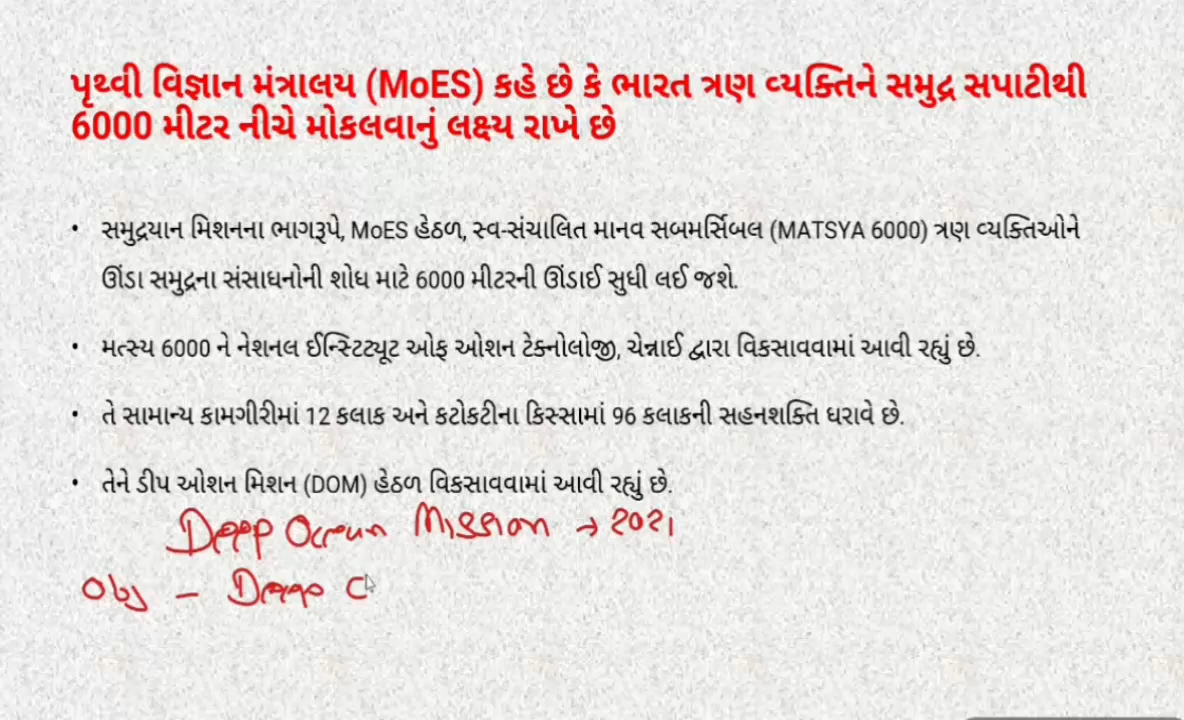 પૃથ્વી વિજ્ઞાન મંત્રાલય (MoES) કહે છે કે ભારત ત્રણ વ્યક્તિને સમુદ્ર સપાટીથી
6000 મીટર નીચે મોકલવાનું લક્ષ્ય રાખે છે
• સમુદ્રયાન મિશનના ભાગરૂપે, MoES હેઠળ, સ્વ-સંચાલિત માનવ સબમર્સિબલ (MATSYA 6000) ત્રણ વ્યક્તિઓને
ઊંડા સમુદ્રના સંસાધનોની શોધ માટે 6000 મીટરની ઊંડાઈ સુધી લઈ જશે.
• મત્સ્ય 6000 ને નેશનલ ઈન્સ્ટિટ્યૂટ ઓફ ઓશન ટેક્નોલોજી, ચેન્નાઈ દ્વારા વિકસાવવામાં આવી રહ્યું છે.
• તે સામાન્ય કામગીરીમાં 12 કલાક અને કટોકટીના કિસ્સામાં 96 કલાકની સહનશક્તિ ધરાવે છે.
• તેને ડીપ ઓશન મિશન (DOM) હેઠળ વિકસાવવામાં આવી રહ્યું છે.
Deep Ocean Mission → 2021
Obj – Deep